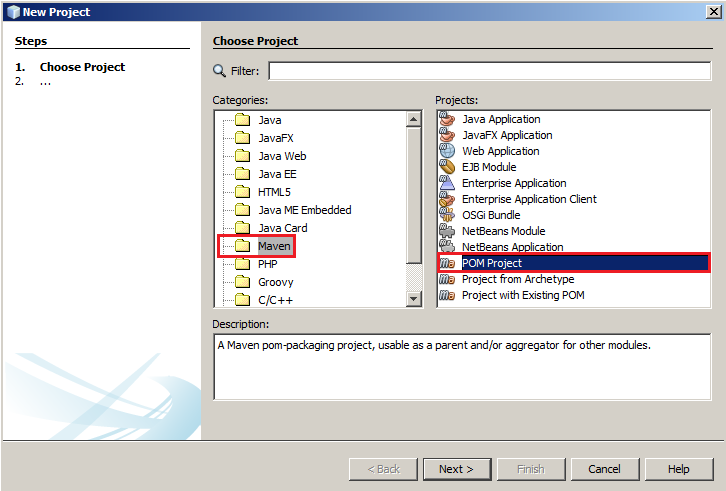 New Project
Steps
1. Choose Project
2. ...
Choose Project
Filter:
Categories:
Java
JavaFX
Java Web
Java EE
HTML5
Java ME Embedded
Java Card
Maven
PHP
Groovy
C/C++
Projects:
Java Application
JavaFX Application
Web Application
EJB Module
Enterprise Application
Enterprise Application Client
OSGi Bundle
NetBeans Module
NetBeans Application
POM Project
Project from Archetype
Project with Existing POM
Description:
A Maven pom-packaging project, usable as a parent and/or aggregator for other modules.
< Back
Next >
Finish
Cancel
Help